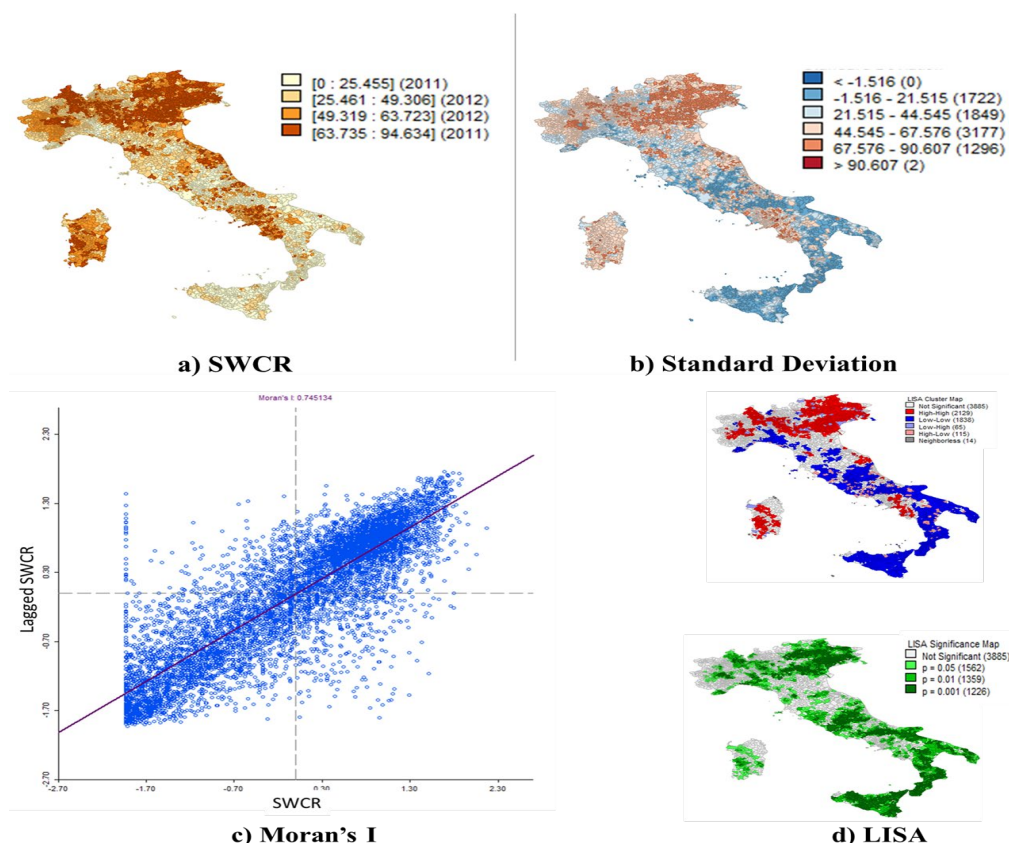 [0 : 25.455] (2011)
[25.461 : 49.306] (2012)
[49.319 : 63.723] (2012)
[63.735 : 94.634] (2011)
a) SWCR
< -1.516 (0)
-1.516 - 21.515 (1722)
21.515 - 44.545 (1849)
44.545 - 67.576 (3177)
67.576 - 90.607 (1296)
> 90.607 (2)
b) Standard Deviation
Moran's I: 0.745134
Lagged SWCR
2.30
1.30
0.30
-0.70
-1.70
-2.70
-2.70
-1.70
-0.70
0.30
1.30
2.30
SWCR
c) Moran's I
LISA Cluster Map
Not Significant (3885)
High-High (2129)
Low-Low (1838)
Low-High (65)
High-Low (115)
Neighborless (14)
LISA Significance Map
Not Significant (3885)
p = 0.05 (1562)
p = 0.01 (1359)
p = 0.001 (1226)
d) LISA